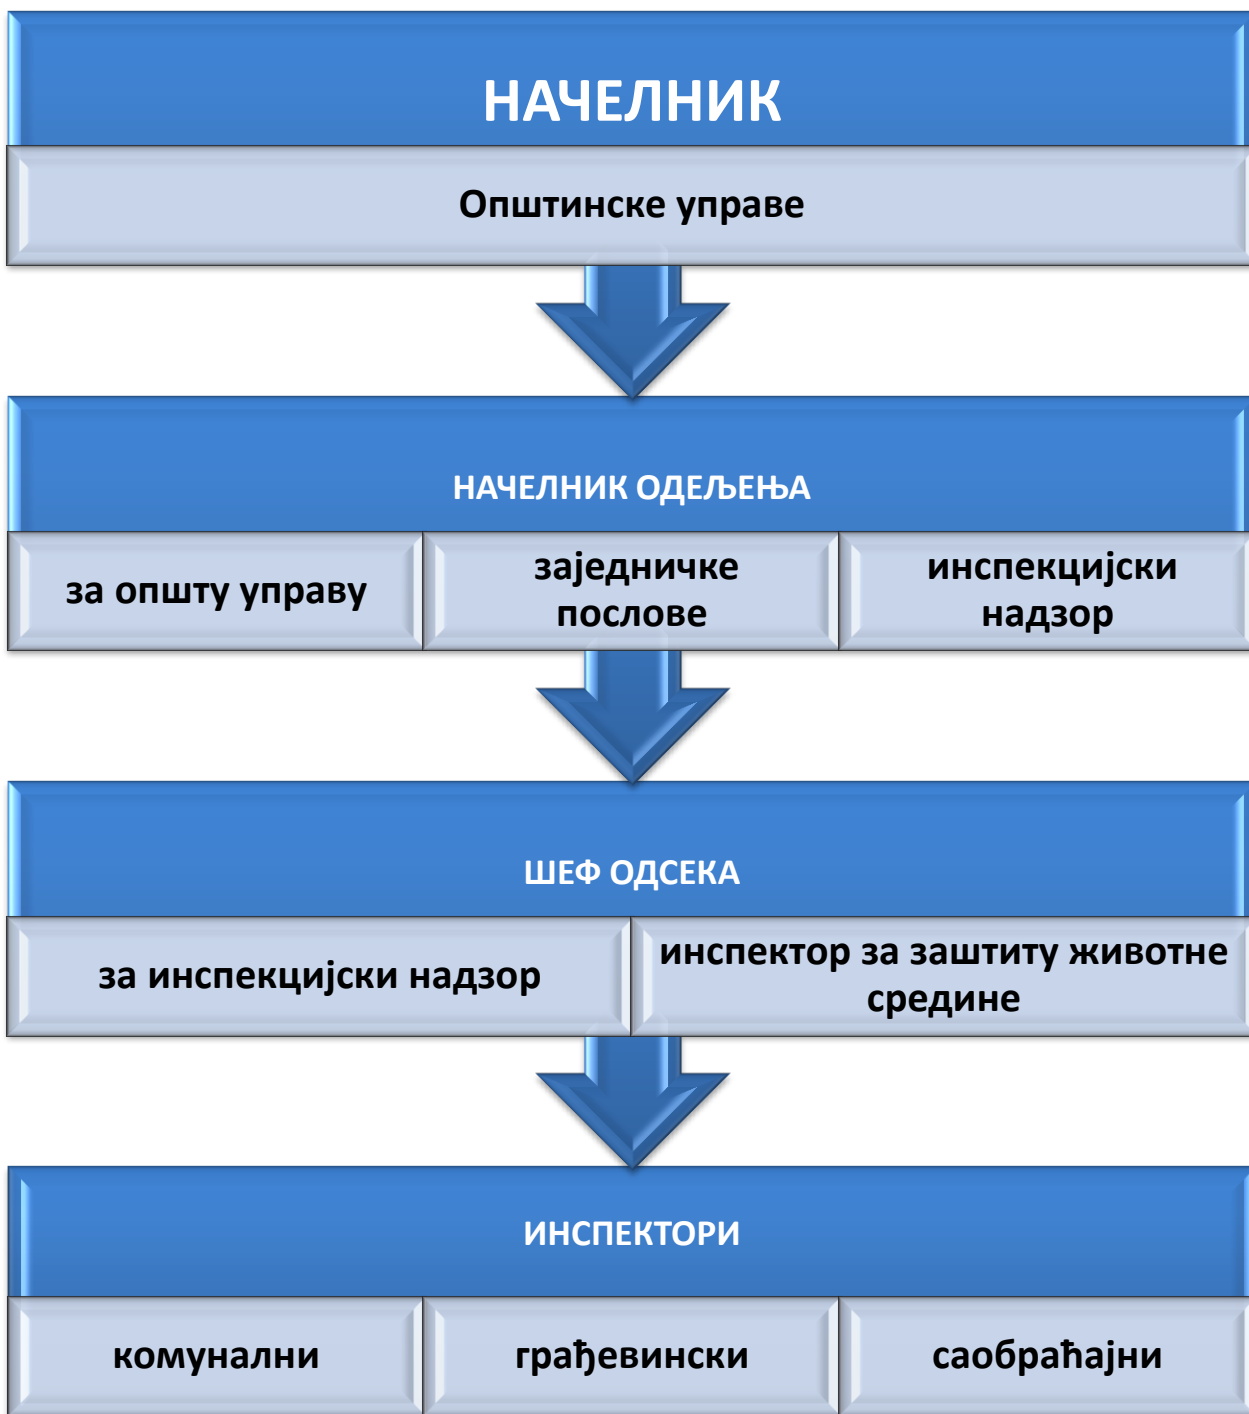 НАЧЕЛНИК
Општинске управе
НАЧЕЛНИК ОДЕЉЕЊА
за општу управу
заједничке
послове
инспекцијски
надзор
ШЕФ ОДСЕКА
за инспекцијски надзор
инспектор за заштиту животне
средине
ИНСПЕКТОРИ
комунални
грађевински
саобраћајни